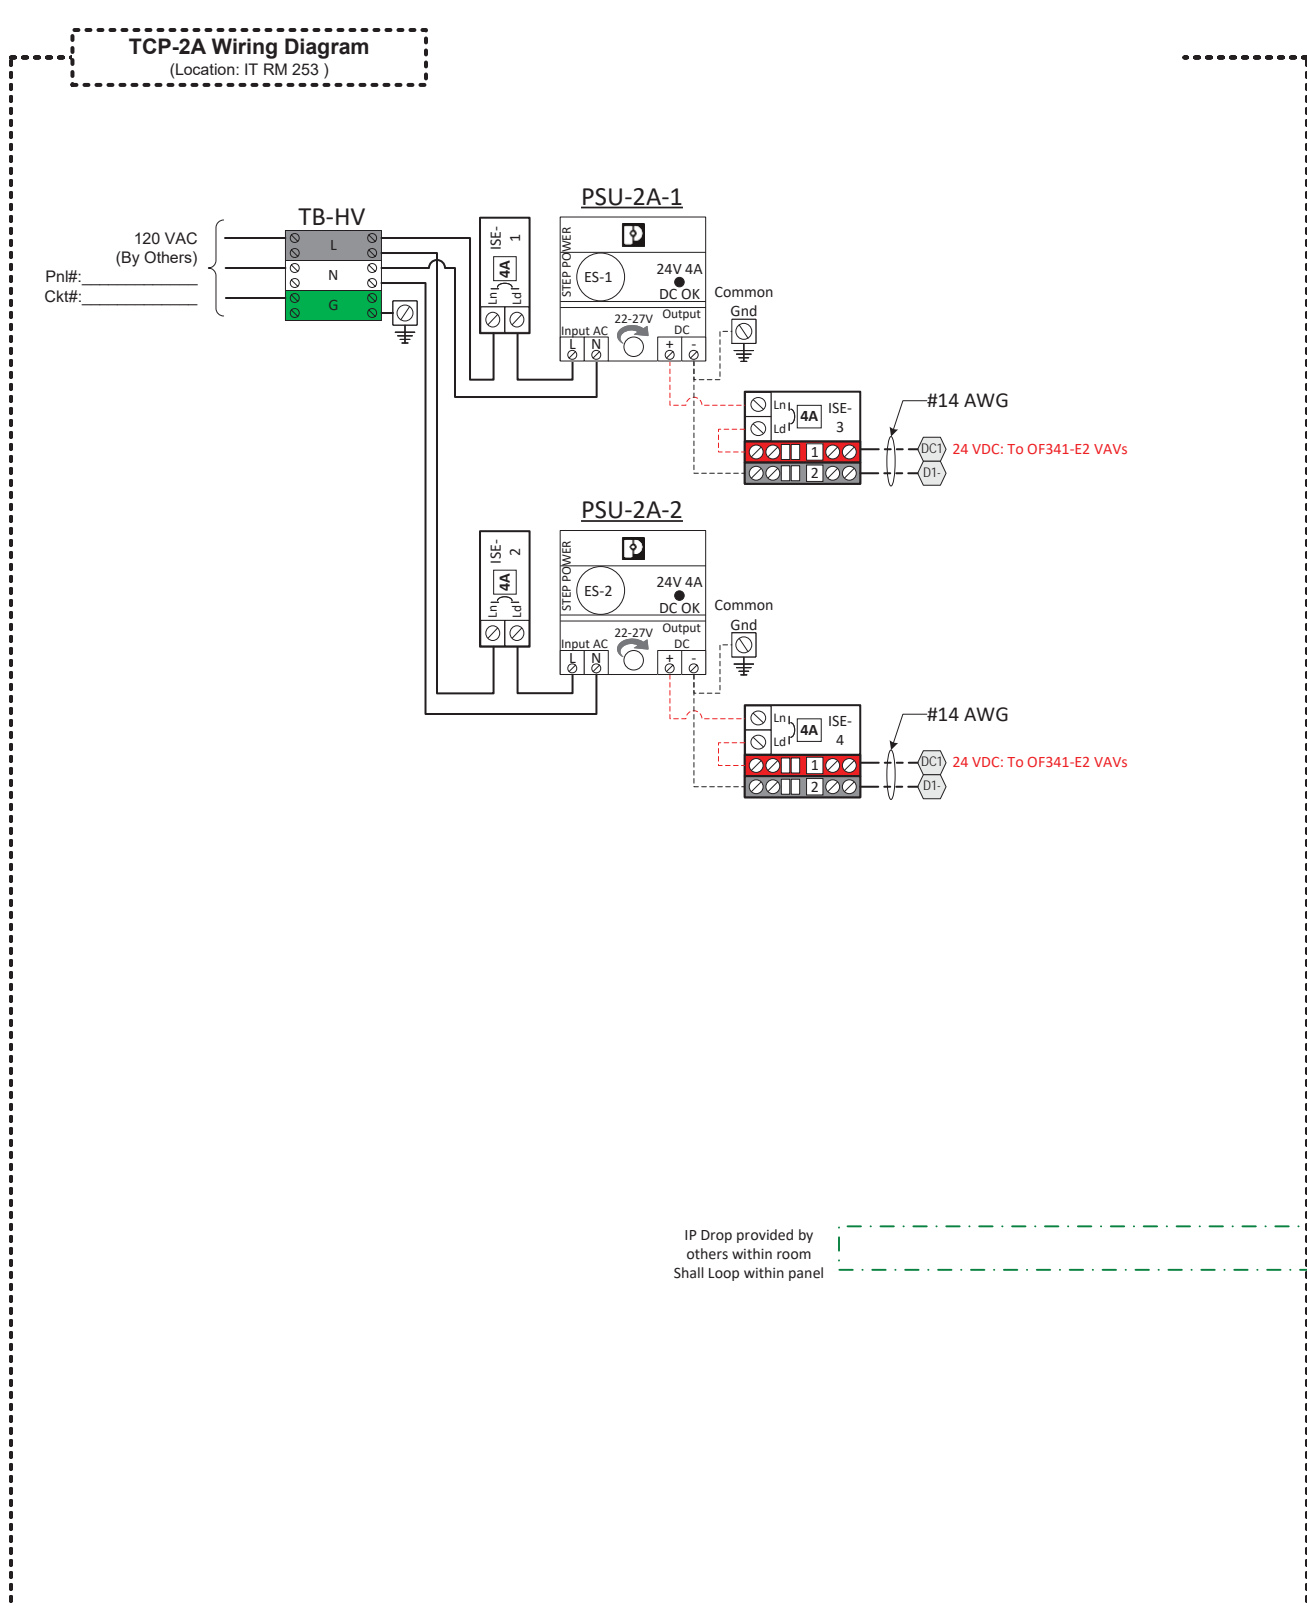 TCP-2A Wiring Diagram
(Location: IT RM 253 )
120 VAC
(By Others)
Pnl#:______________
Ckt#:______________
TB-HV
L
N
G
ISE-
1
4A
Ln
Ld
PSU-2A-1
STEP POWER
ES-1
24V 4A
DC OK
Input AC
L N
22-27V
Output
DC
+ -
Common
Gnd
Ln
Ld
4A
ISE-
3
1
2
#14 AWG
DC1
D1-
24 VDC: To OF341-E2 VAVs
ISE-
2
4A
Ln
Ld
PSU-2A-2
STEP POWER
ES-2
24V 4A
DC OK
Input AC
L N
22-27V
Output
DC
+ -
Common
Gnd
Ln
Ld
4A
ISE-
4
1
2
#14 AWG
DC1
D1-
24 VDC: To OF341-E2 VAVs
IP Drop provided by
others within room
Shall Loop within panel